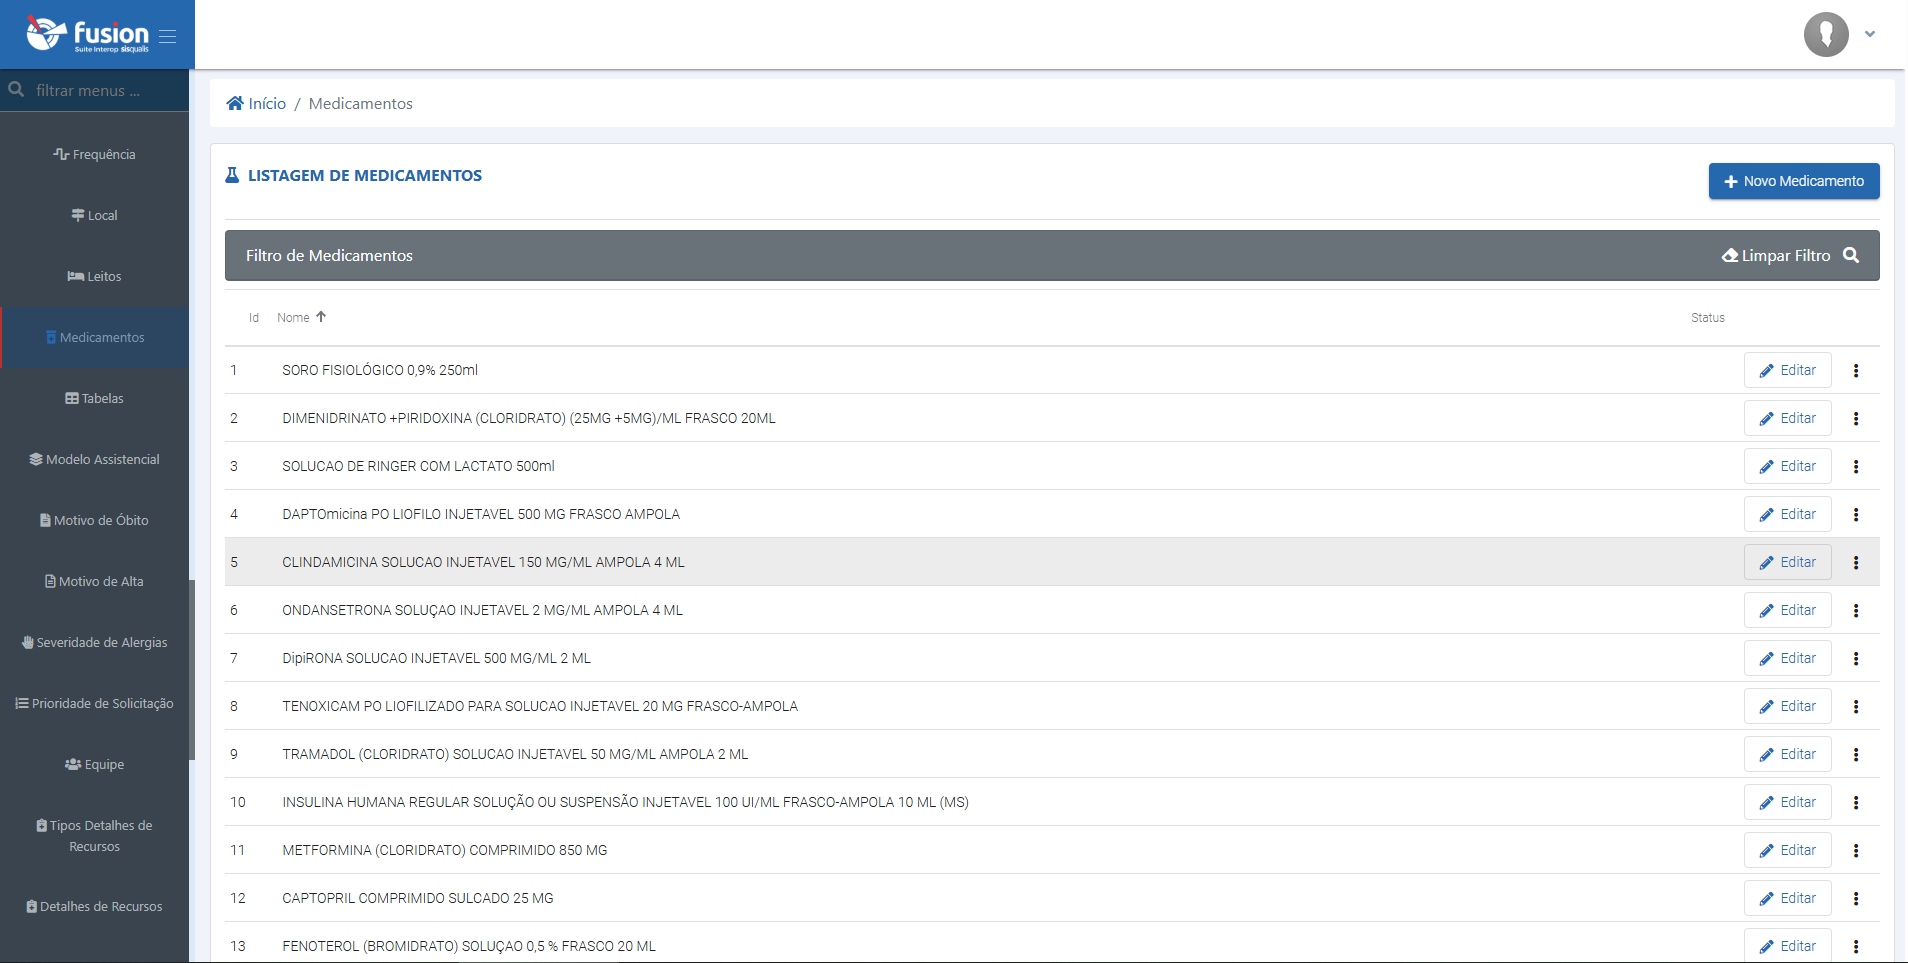 fusion
Suite Interop sisqualis
filtrar menus ...
Frequência
Local
Leitos
Medicamentos
Tabelas
Modelo Assistencial
Motivo de Óbito
Motivo de Alta
Severidade de Alergias
Prioridade de Solicitação
Equipe
Tipos Detalhes de
Recursos
Detalhes de Recursos
Início / Medicamentos
LISTAGEM DE MEDICAMENTOS
Novo Medicamento
Filtro de Medicamentos
Limpar Filtro
Id Nome Status
1 SORO FISIOLÓGICO 0,9% 250ml Editar
2 DIMENIDRINATO +PIRIDOXINA (CLORIDRATO) (25MG +5MG)/ML FRASCO 20ML Editar
3 SOLUCAO DE RINGER COM LACTATO 500ml Editar
4 DAPTOmicina PO LIOFILO INJETAVEL 500 MG FRASCO AMPOLA Editar
5 CLINDAMICINA SOLUCAO INJETAVEL 150 MG/ML AMPOLA 4 ML Editar
6 ONDANSETRONA SOLUÇAO INJETAVEL 2 MG/ML AMPOLA 4 ML Editar
7 DipiRONA SOLUCAO INJETAVEL 500 MG/ML 2 ML Editar
8 TENOXICAM PO LIOFILIZADO PARA SOLUCAO INJETAVEL 20 MG FRASCO-AMPOLA Editar
9 TRAMADOL (CLORIDRATO) SOLUCAO INJETAVEL 50 MG/ML AMPOLA 2 ML Editar
10 INSULINA HUMANA REGULAR SOLUÇÃO OU SUSPENSÃO INJETAVEL 100 UI/ML FRASCO-AMPOLA 10 ML (MS) Editar
11 METFORMINA (CLORIDRATO) COMPRIMIDO 850 MG Editar
12 CAPTOPRIL COMPRIMIDO SULCADO 25 MG Editar
13 FENOTEROL (BROMIDRATO) SOLUÇAO 0,5 % FRASCO 20 ML Editar